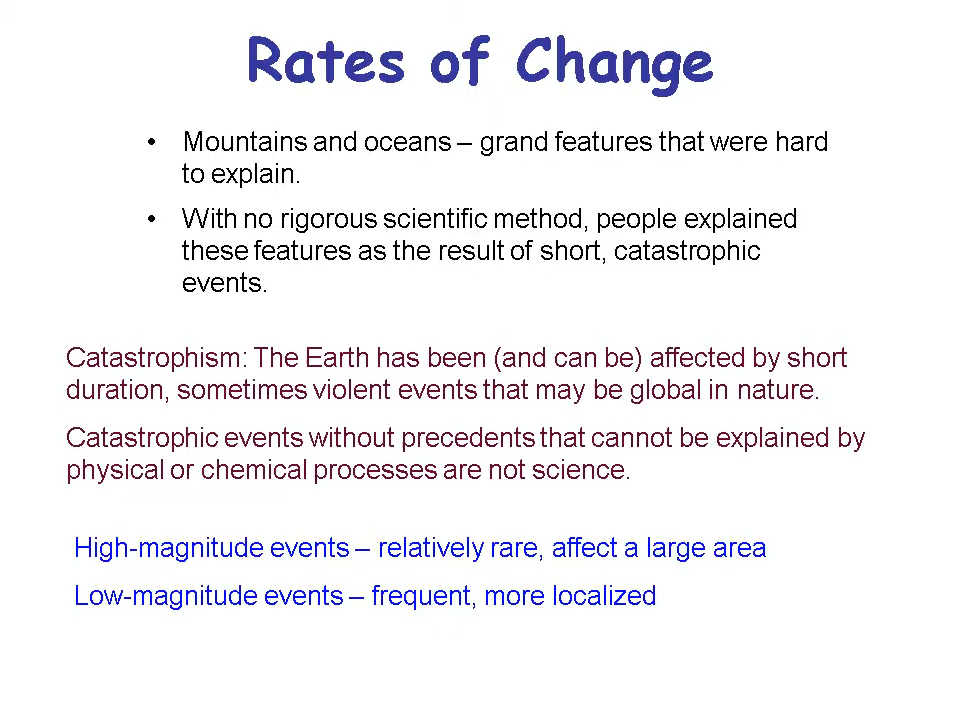 Rates of Change
• Mountains and oceans – grand features that were hard
to explain.
• With no rigorous scientific method, people explained
these features as the result of short, catastrophic
events.
Catastrophism: The Earth has been (and can be) affected by short
duration, sometimes violent events that may be global in nature.
Catastrophic events without precedents that cannot be explained by
physical or chemical processes are not science.
High-magnitude events – relatively rare, affect a large area
Low-magnitude events – frequent, more localized